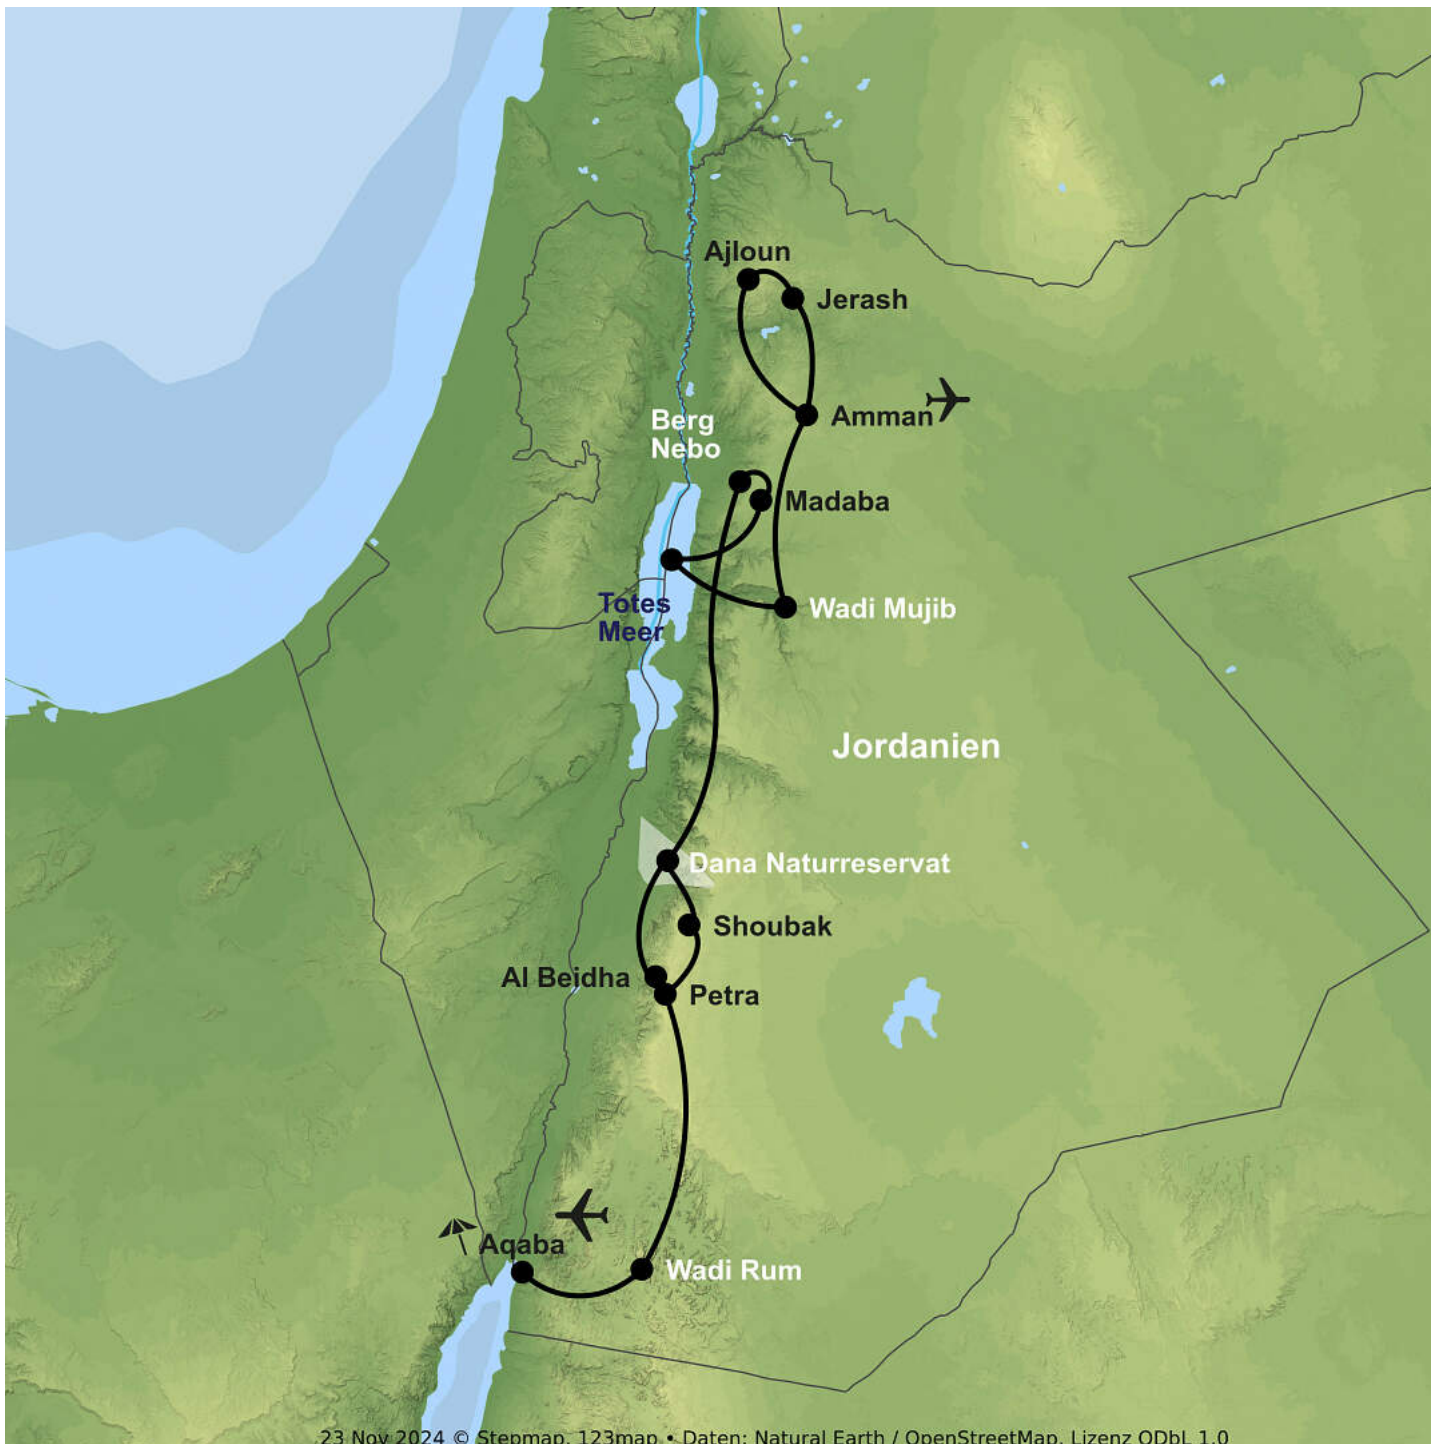 Ajloun
Jerash
Amman
Berg
Nebo
Madaba
Totes
Meer
Wadi Mujib
Jordanien
Dana Naturreservat
Shoubak
Al Beidha
Petra
Aqaba
Wadi Rum
23 Nov 2024 © Stepmap, 123map • Daten: Natural Earth / OpenStreetMap, Lizenz ODbL 1.0